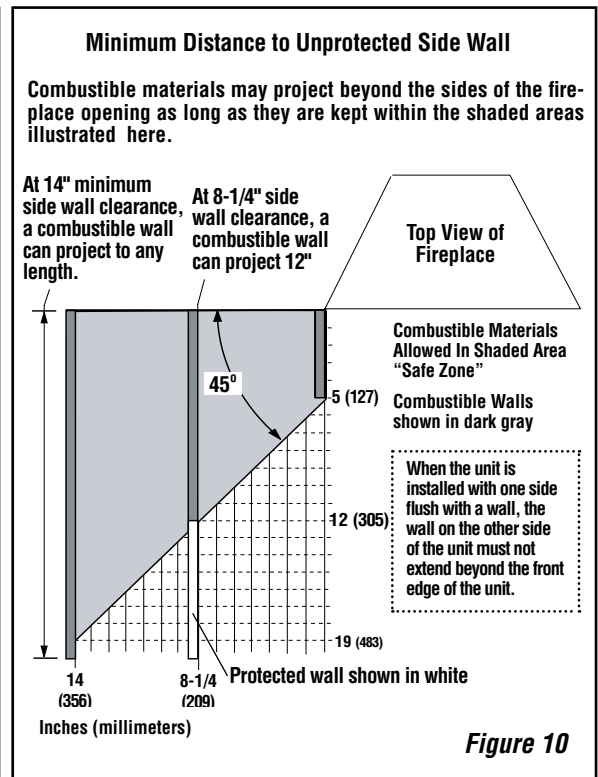 Minimum Distance to Unprotected Side Wall
Combustible materials may project beyond the sides of the fire-
place opening as long as they are kept within the shaded areas
illustrated here.
At 14" minimum
side wall clearance,
a combustible wall
can project to any
length.
At 8-1/4" side
wall clearance, a
combustible wall
can project 12"
Top View of
Fireplace
Combustible Materials
Allowed In Shaded Area
“Safe Zone”
45°
5 (127)
Combustible Walls
shown in dark gray
When the unit is
installed with one side
flush with a wall, the
wall on the other side
of the unit must not
extend beyond the front
edge of the unit.
12 (305)
19 (483)
Protected wall shown in white
14
(356)
8-1/4
(209)
Inches (millimeters)
Figure 10